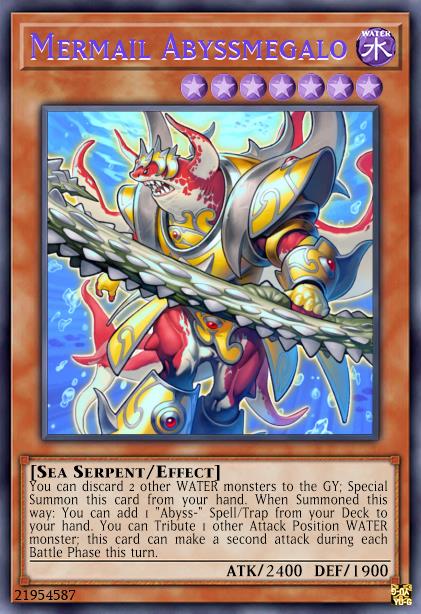 Mermail Abyssmegalo
WATER
水
[Sea Serpent/Effect]
You can discard 2 other WATER monsters to the GY; Special
Summon this card from your hand. When Summoned this
way: You can add 1 "Abyss-" Spell/Trap from your Deck to
your hand. You can Tribute 1 other Attack Position WATER
monster; this card can make a second attack during each
Battle Phase this turn.
ATK/2400 DEF/1900
21954587